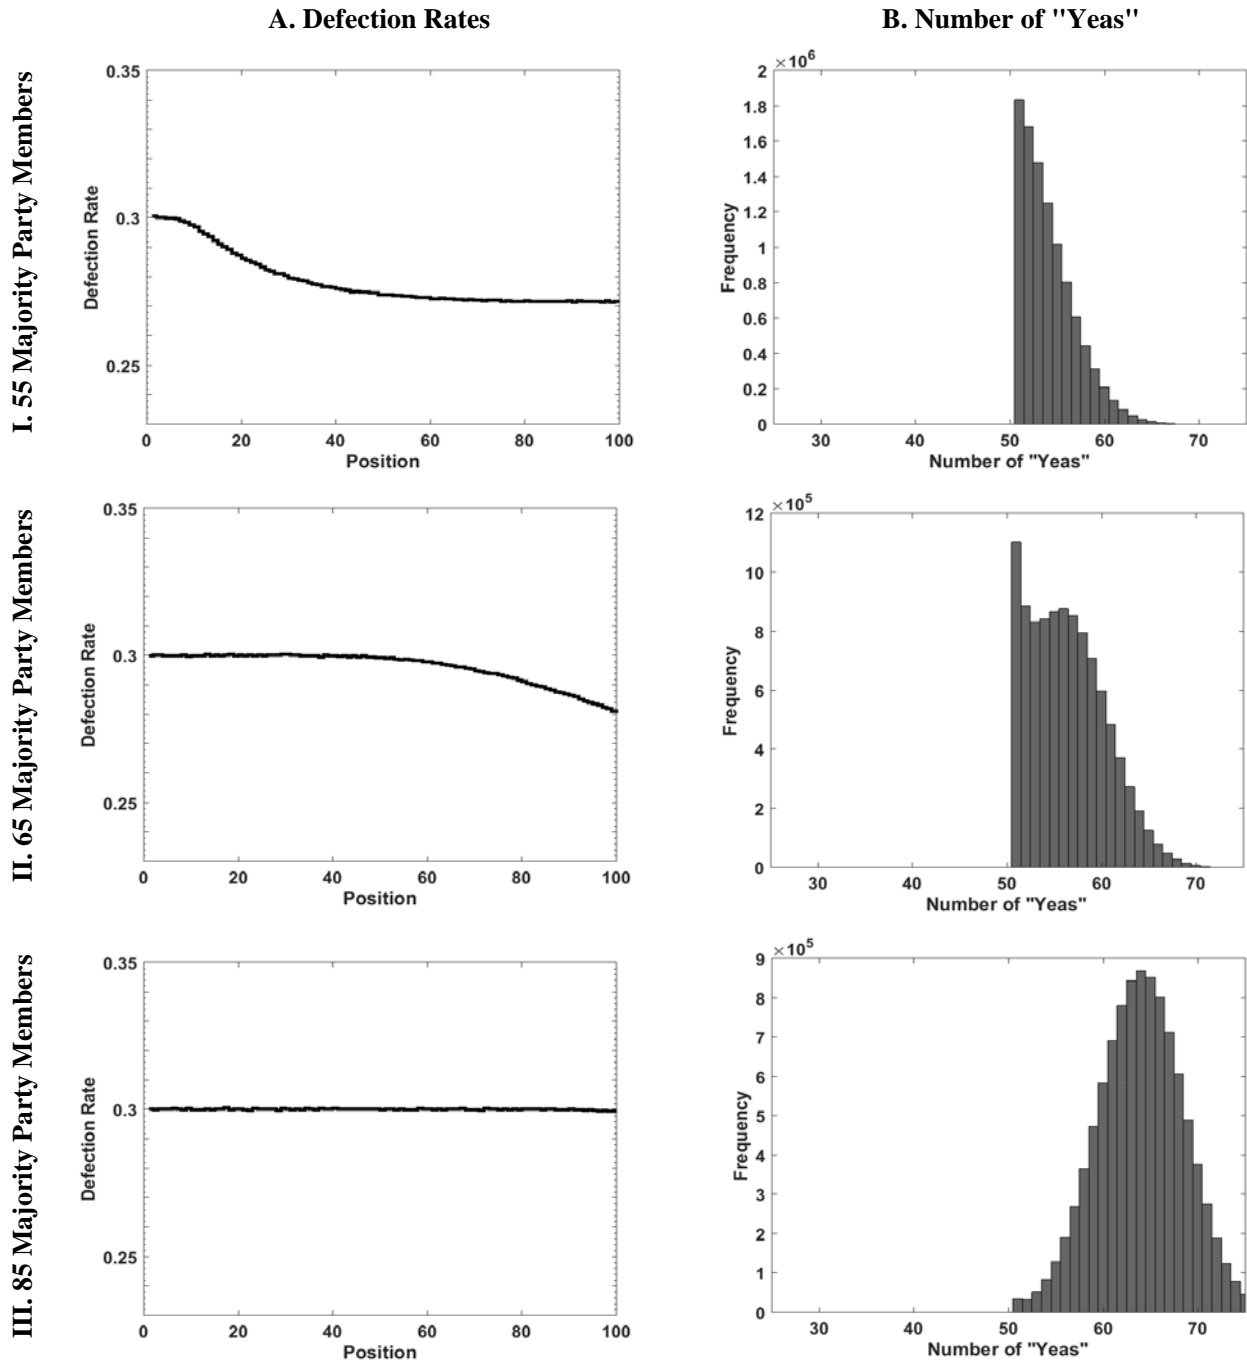 A. Defection Rates
B. Number of "Yeas"
I. 55 Majority Party Members
0.35
0.3
0.25
Defection Rate
0 20 40 60 80 100
Position
×10⁶
2
1.8
1.6
1.4
1.2
1
0.8
0.6
0.4
0.2
0
Frequency
30 40 50 60 70
Number of "Yeas"
II. 65 Majority Party Members
0.35
0.3
0.25
Defection Rate
0 20 40 60 80 100
Position
×10⁵
12
10
8
6
4
2
0
Frequency
30 40 50 60 70
Number of "Yeas"
III. 85 Majority Party Members
0.35
0.3
0.25
Defection Rate
0 20 40 60 80 100
Position
×10⁵
9
8
7
6
5
4
3
2
1
0
Frequency
30 40 50 60 70
Number of "Yeas"